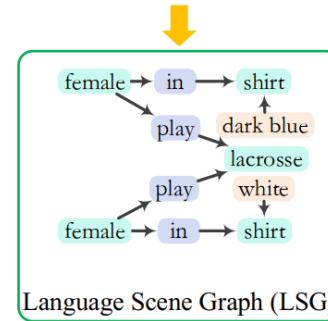 female in shirt
play dark blue
lacrosse
play white
female in shirt
Language Scene Graph (LSG